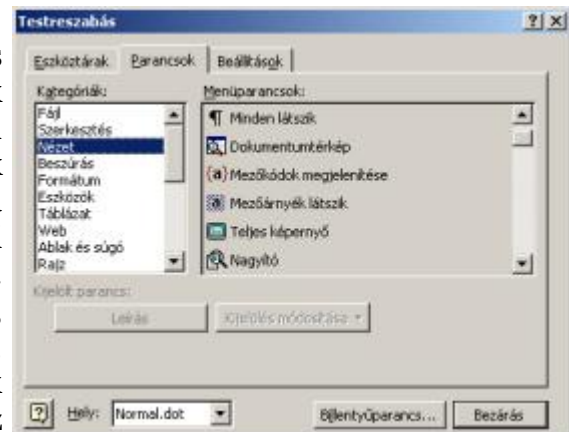 Testreszabás
Eszköztárak Parancsok Beállítások
Kategóriák: Menüparancsok:
Fájl
Szerkesztés
Nézet
Beszúrás
Formátum
Eszközök
Táblázat
Web
Ablak és súgó
Rajz
¶ Minden látszik
Dokumentumtérkép
{a} Mezőkódok megjelenítése
a Mezőárnyék látszik
Teljes képernyő
Nagyító
Kijelölt parancs:
Leírás Kijelölés módosítása
Hely: Normal.dot Billentyűparancs... Bezárás